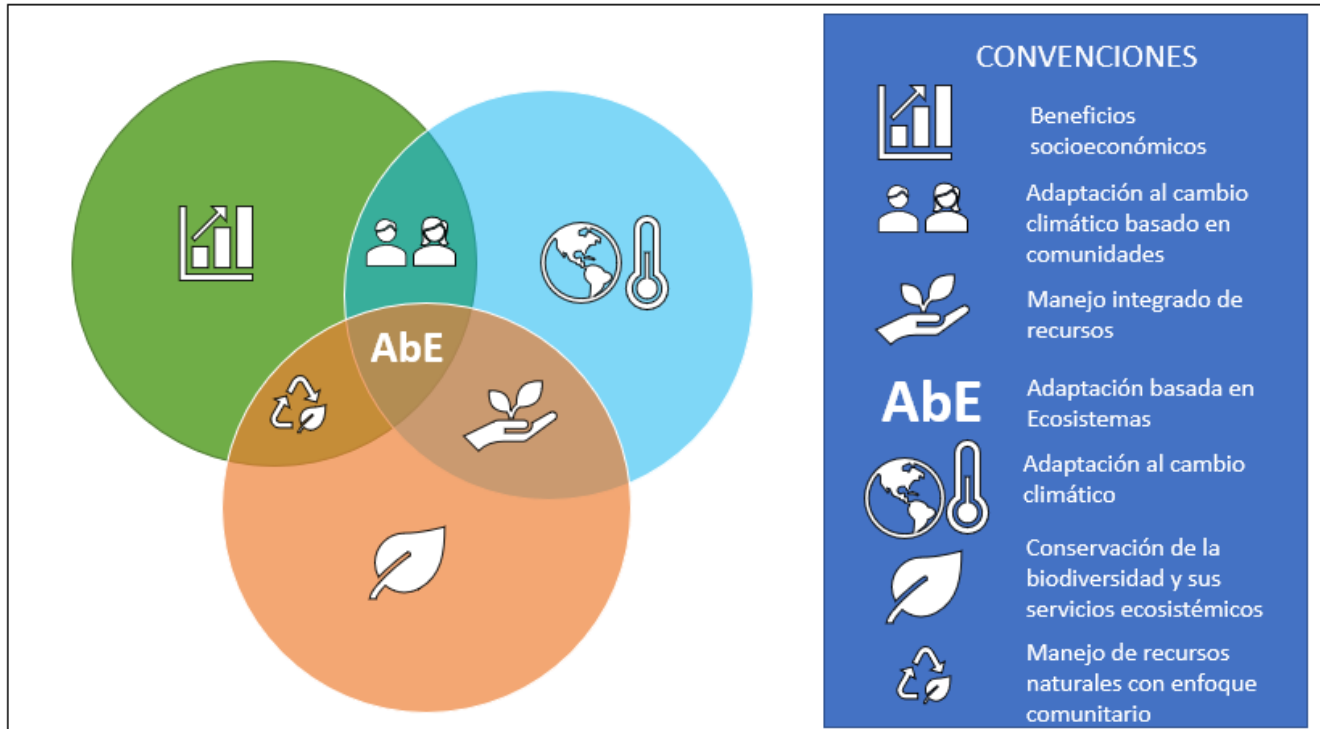 AbE
CONVENCIONES
Beneficios
socioeconómicos
Adaptación al cambio
climático basado en
comunidades
Manejo integrado de
recursos
AbE
Adaptación basada en
Ecosistemas
Adaptación al cambio
climático
Conservación de la
biodiversidad y sus
servicios ecosistémicos
Manejo de recursos
naturales con enfoque
comunitario